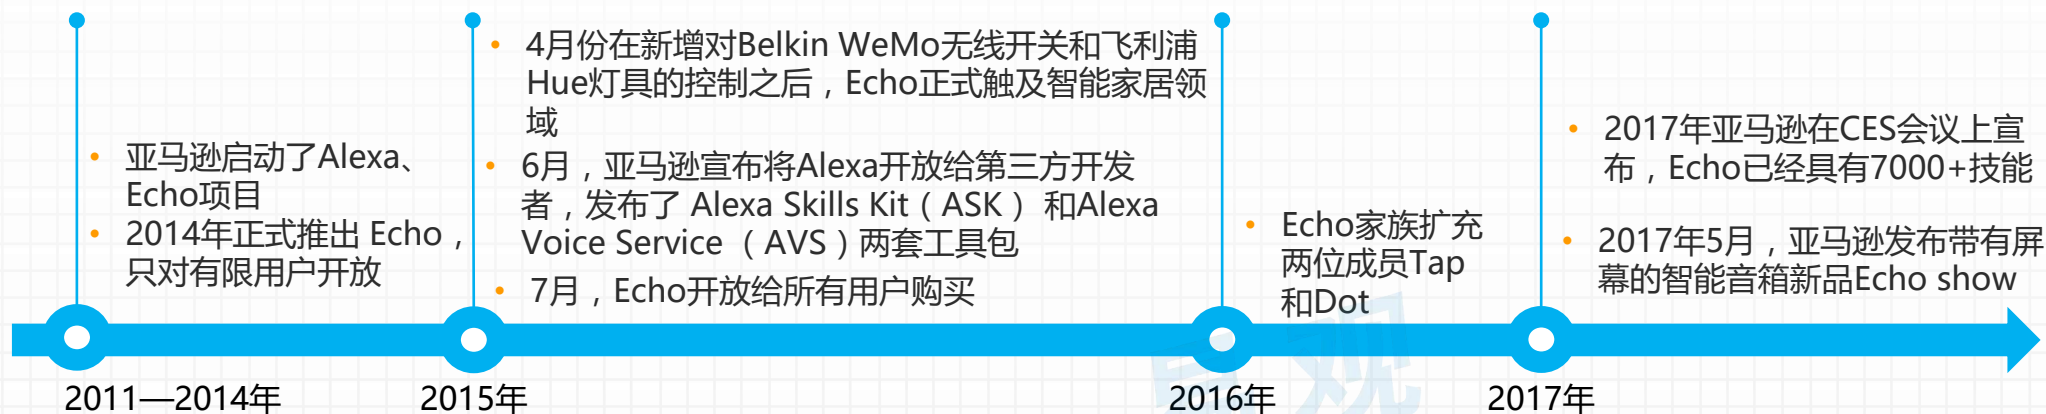 • 亚马逊启动了Alexa、
Echo项目
• 2014年正式推出 Echo，
只对有限用户开放
• 4月份在新增对Belkin WeMo无线开关和飞利浦
Hue灯具的控制之后，Echo正式触及智能家居领
域
• 6月，亚马逊宣布将Alexa开放给第三方开发
者，发布了 Alexa Skills Kit（ASK） 和Alexa
Voice Service （AVS）两套工具包
• 7月，Echo开放给所有用户购买
• Echo家族扩充
两位成员Tap
和Dot
• 2017年亚马逊在CES会议上宣
布，Echo已经具有7000+技能
• 2017年5月，亚马逊发布带有屏
幕的智能音箱新品Echo show
2011—2014年
2015年
2016年
2017年